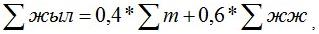 ∑ жыл = 0,4 * ∑ т + 0,6 * ∑ жж ,